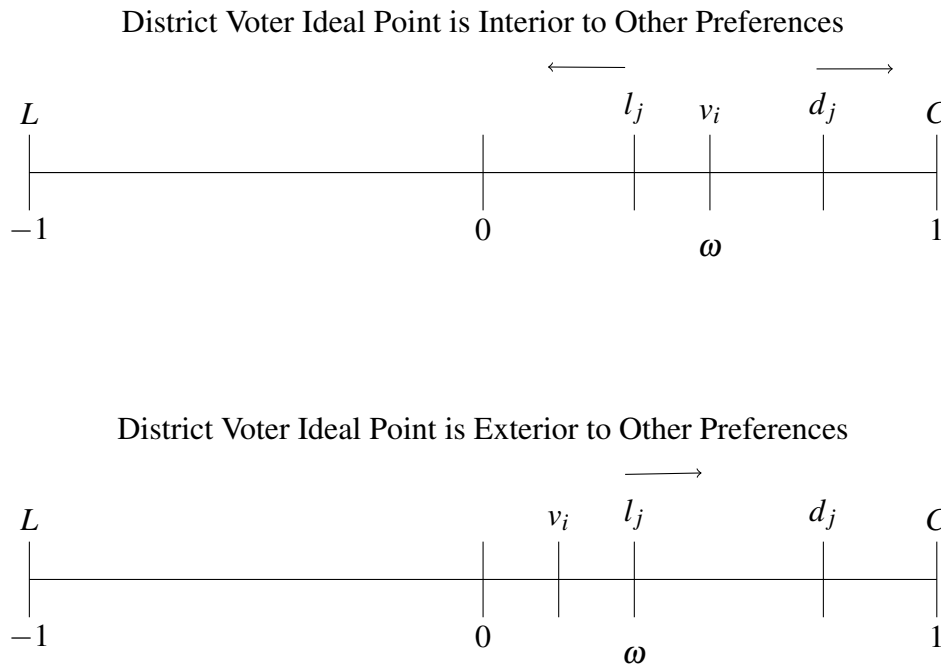 District Voter Ideal Point is Interior to Other Preferences
L l_j v_i d_j C
−1 0 ω 1
District Voter Ideal Point is Exterior to Other Preferences
L v_i l_j d_j C
−1 0 ω 1